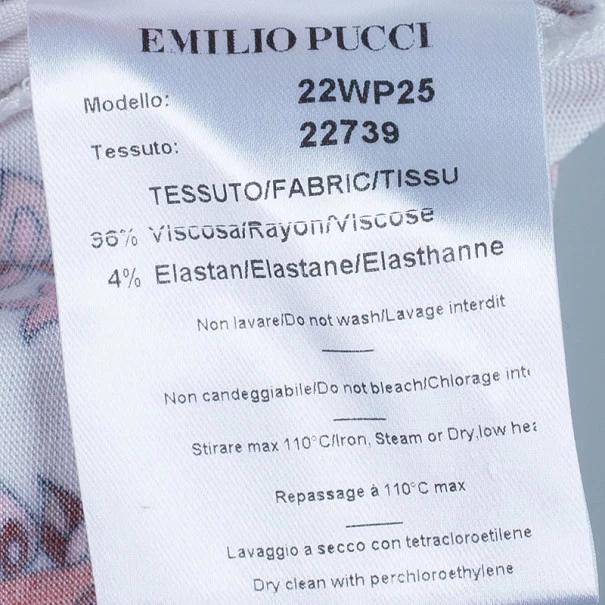 EMILIO PUCCI
Modello: 22WP25
Tessuto: 22739
TESSUTO/FABRIC/TISSU
96% Viscosa/Rayon/Viscose
4% Elastan/Elastane/Elasthanne
Non lavare/Do not wash/Lavage interdit
Non candeggiabile/Do not bleach/Chlorage inte
Stirare max 110°C/Iron, Steam or Dry,low hea
Repassage à 110°C max
Lavaggio a secco con tetracloroetilene
Dry clean with perchloroethylene